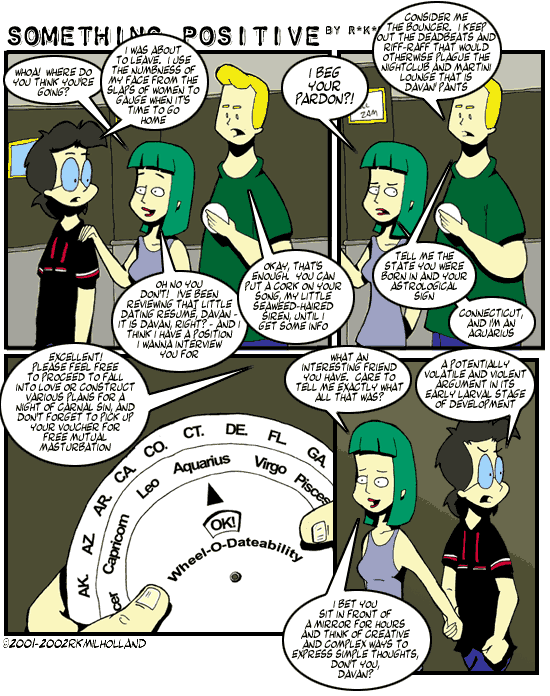 SOMETHING POSITIVE BY R*K*
WHOA! WHERE DO
YOU THINK YOU'RE
GOING?
I WAS ABOUT
TO LEAVE. I USE
THE NUMBNESS OF
MY FACE FROM THE
SLAPS OF WOMEN TO
GAUGE WHEN IT'S
TIME TO GO
HOME
OH NO YOU
DON'T! I'VE BEEN
REVIEWING THAT LITTLE
DATING RESUME, DAVAN -
IT IS DAVAN, RIGHT? - AND I
THINK I HAVE A POSITION
I WANNA INTERVIEW
YOU FOR
OKAY, THAT'S
ENOUGH. YOU CAN
PUT A CORK ON YOUR
SONG, MY LITTLE
SEAWEED-HAIRED
SIREN, UNTIL I
GET SOME INFO
I BEG
YOUR
PARDON?!
CONSIDER ME
THE BOUNCER. I KEEP
OUT THE DEADBEATS AND
RIFF-RAFF THAT WOULD
OTHERWISE PLAGUE THE
NIGHTCLUB AND MARTINI
LOUNGE THAT IS
DAVAN' PANTS
2AM
TELL ME THE
STATE YOU WERE
BORN IN AND YOUR
ASTROLOGICAL
SIGN
CONNECTICUT,
AND I'M AN
AQUARIUS
EXCELLENT!
PLEASE FEEL FREE
TO PROCEED TO FALL
INTO LOVE OR CONSTRUCT
VARIOUS PLANS FOR A
NIGHT OF CARNAL SIN, AND
DON'T FORGET TO PICK UP
YOUR VOUCHER FOR
FREE MUTUAL
MASTURBATION
AK. AZ AR CA. CO. CT. DE. FL. GA.
cer Capricorn Leo Aquarius Virgo Pisces
OK!
Wheel-O-Dateability
WHAT AN
INTERESTING FRIEND
YOU HAVE. CARE TO
TELL ME EXACTLY WHAT
ALL THAT WAS?
A POTENTIALLY
VOLATILE AND VIOLENT
ARGUMENT IN ITS
EARLY LARVAL STAGE
OF DEVELOPMENT
I BET YOU
SIT IN FRONT OF
A MIRROR FOR HOURS
AND THINK OF CREATIVE
AND COMPLEX WAYS TO
EXPRESS SIMPLE THOUGHTS,
DON'T YOU,
DAVAN?
©2001-2002RKMILHOLLAND